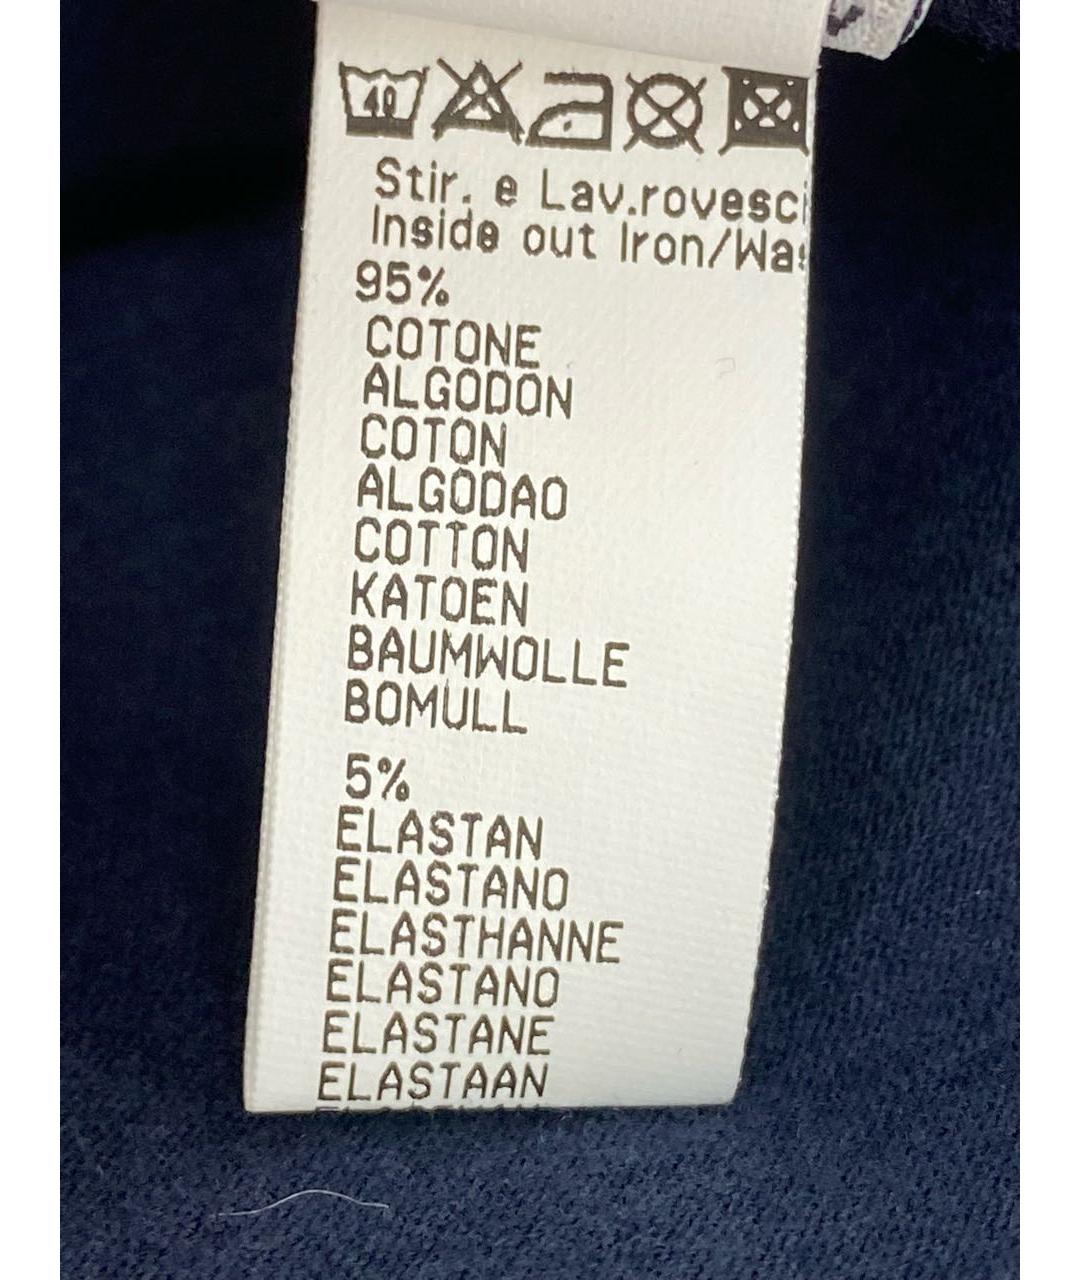 40
Stir. e Lav.rovesci
Inside out Iron/Was
95%
COTONE
ALGODON
COTON
ALGODAO
COTTON
KATOEN
BAUMWOLLE
BOMULL
5%
ELASTAN
ELASTANO
ELASTHANNE
ELASTANO
ELASTANE
ELASTAAN